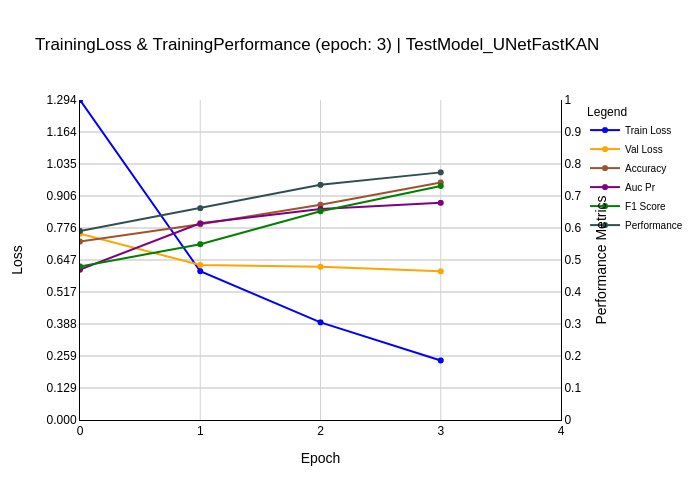 TrainingLoss & TrainingPerformance (epoch: 3) | TestModel_UNetFastKAN
1.294
1.164
1.035
0.906
0.776
0.647
0.517
0.388
0.259
0.129
0.000
Loss
0
1
2
3
4
Epoch
1
0.9
0.8
0.7
0.6
0.5
0.4
0.3
0.2
0.1
0
Performance Metrics
Legend
Train Loss
Val Loss
Accuracy
Auc Pr
F1 Score
Performance